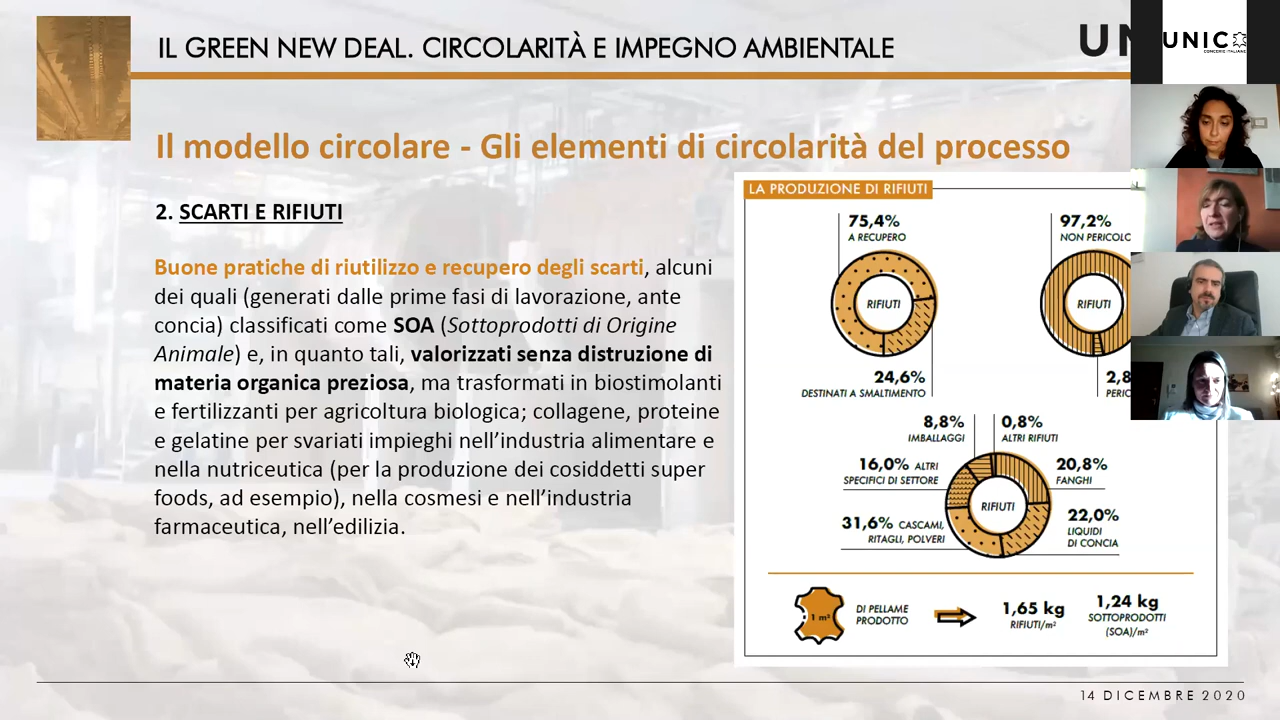 IL GREEN NEW DEAL. CIRCOLARITÀ E IMPEGNO AMBIENTALE
UNIC
CONCERIE ITALIANE
Il modello circolare - Gli elementi di circolarità del processo
2. SCARTI E RIFIUTI
Buone pratiche di riutilizzo e recupero degli scarti, alcuni
dei quali (generati dalle prime fasi di lavorazione, ante
concia) classificati come SOA (Sottoprodotti di Origine
Animale) e, in quanto tali, valorizzati senza distruzione di
materia organica preziosa, ma trasformati in biostimolanti
e fertilizzanti per agricoltura biologica; collagene, proteine
e gelatine per svariati impieghi nell'industria alimentare e
nella nutriceutica (per la produzione dei cosiddetti super
foods, ad esempio), nella cosmesi e nell'industria
farmaceutica, nell'edilizia.
LA PRODUZIONE DI RIFIUTI
75,4%
A RECUPERO
RIFIUTI
24,6%
DESTINATI A SMALTIMENTO
97,2%
NON PERICOLO
RIFIUTI
2,8
PERIC
8,8%
IMBALLAGGI
0,8%
ALTRI RIFIUTI
16,0% ALTRI
SPECIFICI DI SETTORE
20,8%
FANGHI
RIFIUTI
31,6% CASCAMI,
RITAGLI, POLVERI
22,0%
LIQUIDI
DI CONCIA
1 m²
DI PELLAME
PRODOTTO
1,65 kg
RIFIUTI/m²
1,24 kg
SOTTOPRODOTTI
(SOA)/m²
14 DICEMBRE 2020